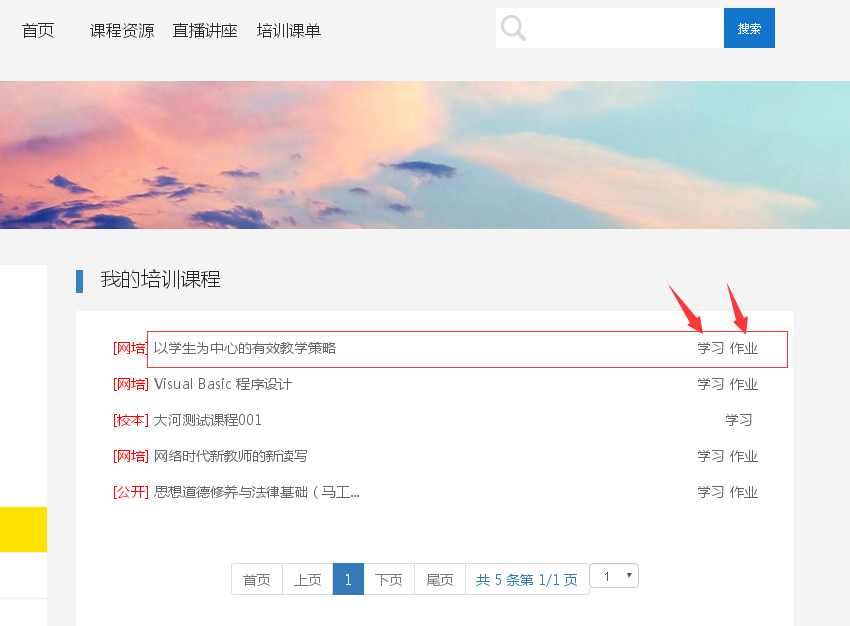 首页 课程资源 直播讲座 培训课单 搜索
我的培训课程
[网培] 以学生为中心的有效教学策略 学习 作业
[网培] Visual Basic 程序设计 学习 作业
[校本] 大河测试课程001 学习
[网培] 网络时代新教师的新读写 学习 作业
[公开] 思想道德修养与法律基础（马工... 学习 作业
首页 上页 1 下页 尾页 共 5 条第 1/1 页 1